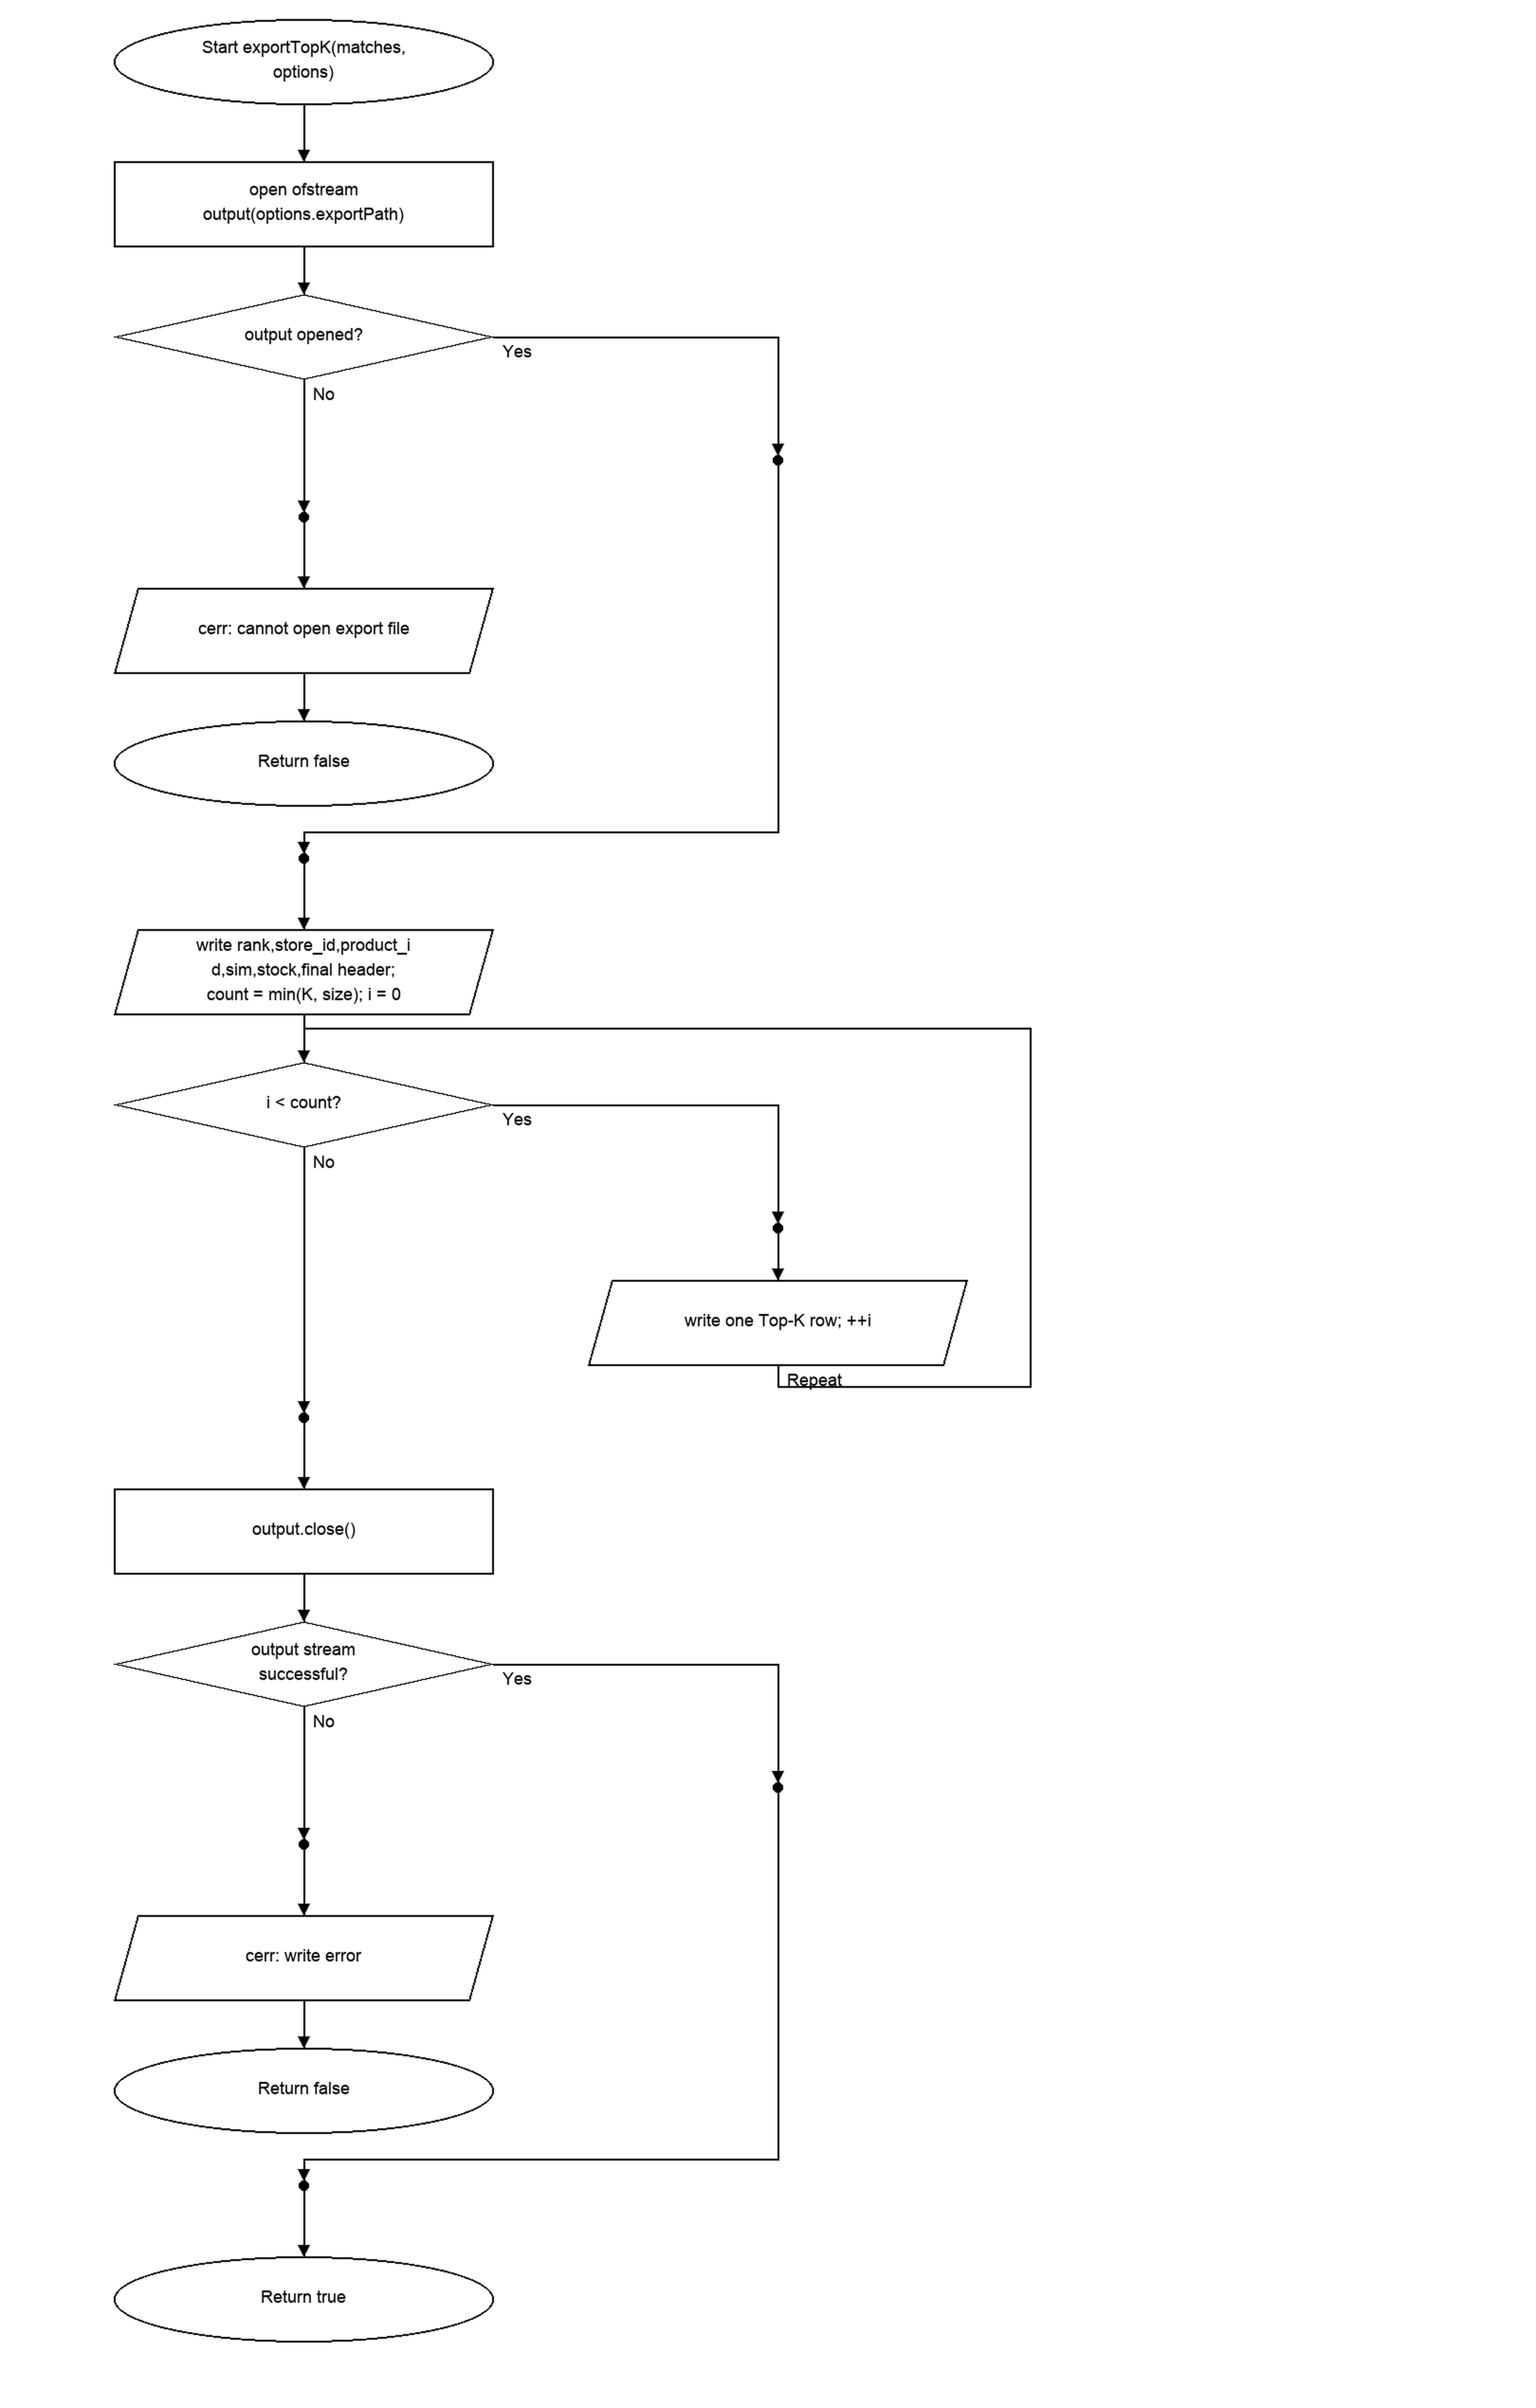 Start exportTopK(matches,
options)
open ofstream
output(options.exportPath)
output opened?
Yes
No
cerr: cannot open export file
Return false
write rank,store_id,product_i
d,sim,stock,final header;
count = min(K, size); i = 0
i < count?
Yes
No
write one Top-K row; ++i
Repeat
output.close()
output stream
successful?
Yes
No
cerr: write error
Return false
Return true